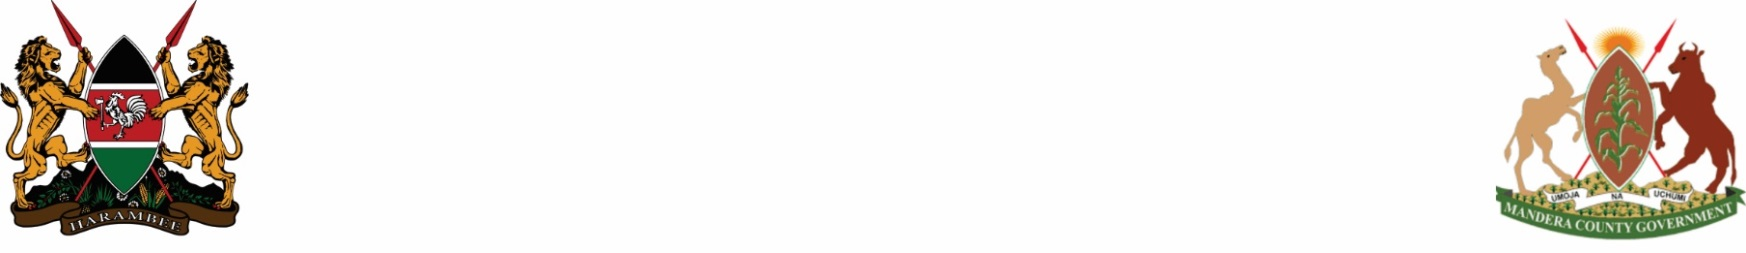 HARAMBEE
UMOJA NA UCHUMI
MANDERA COUNTY GOVERNMENT